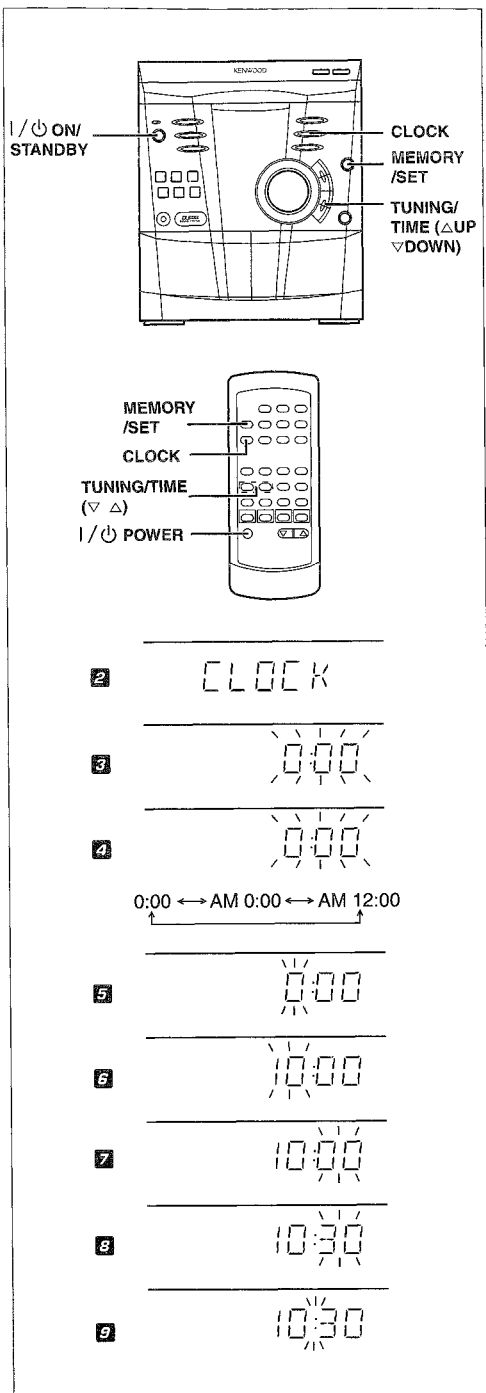 KENWOOD
I / ⏻ ON/
STANDBY
CLOCK
MEMORY
/SET
TUNING/
TIME (△UP
▽DOWN)
MEMORY
/SET
CLOCK
TUNING/TIME
(▽ △)
I / ⏻ POWER
▽ △
2 CLOCK
3 0:00
4 0:00
0:00 ↔ AM 0:00 ↔ AM 12:00
5 0:00
6 10:00
7 10:00
8 10:30
9 10:30